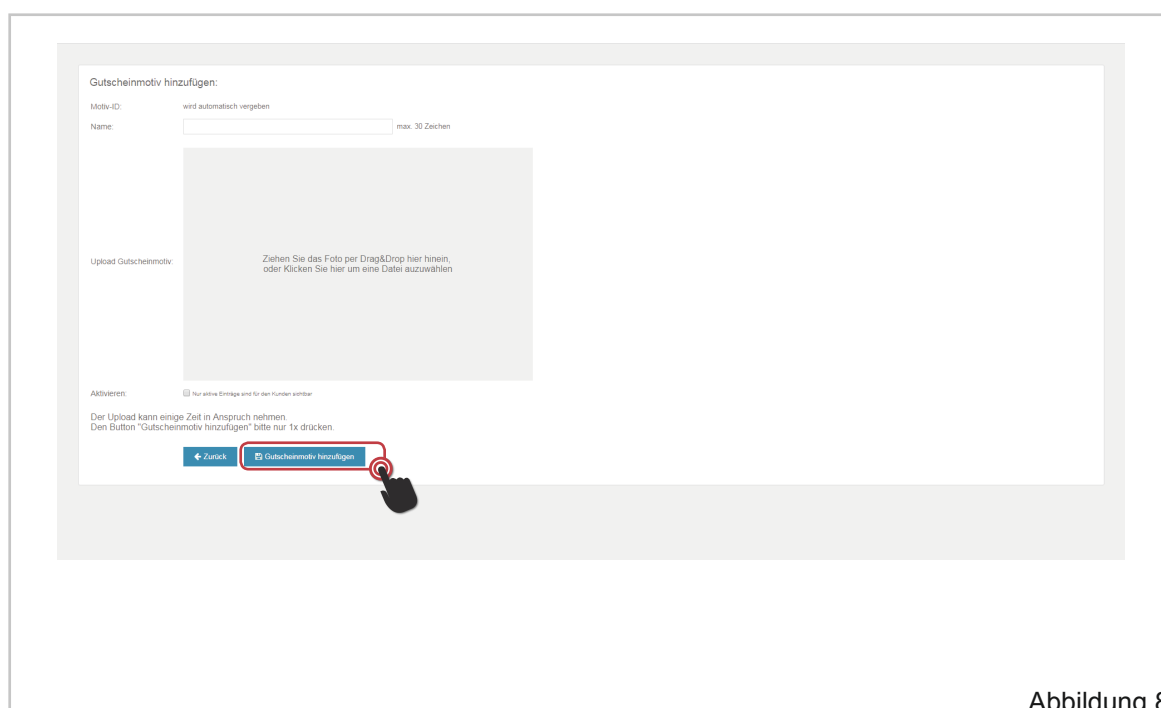 Gutscheinmotiv hinzufügen:
Motiv-ID: wird automatisch vergeben
Name: max. 30 Zeichen
Upload Gutscheinmotiv: Ziehen Sie das Foto per Drag&Drop hier hinein,
oder Klicken Sie hier um eine Datei auzuwählen
Aktivieren: Nur aktive Einträge sind für den Kunden sichtbar
Der Upload kann einige Zeit in Anspruch nehmen.
Den Button "Gutscheinmotiv hinzufügen" bitte nur 1x drücken.
Zurück Gutscheinmotiv hinzufügen
Abbildung 8